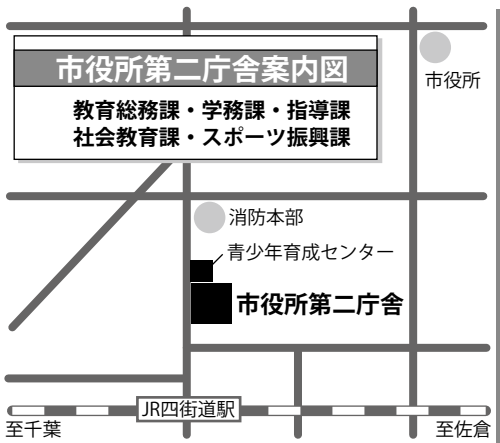 市役所第二庁舎案内図
教育総務課・学務課・指導課
社会教育課・スポーツ振興課
市役所
消防本部
青少年育成センター
市役所第二庁舎
JR四街道駅
至千葉
至佐倉